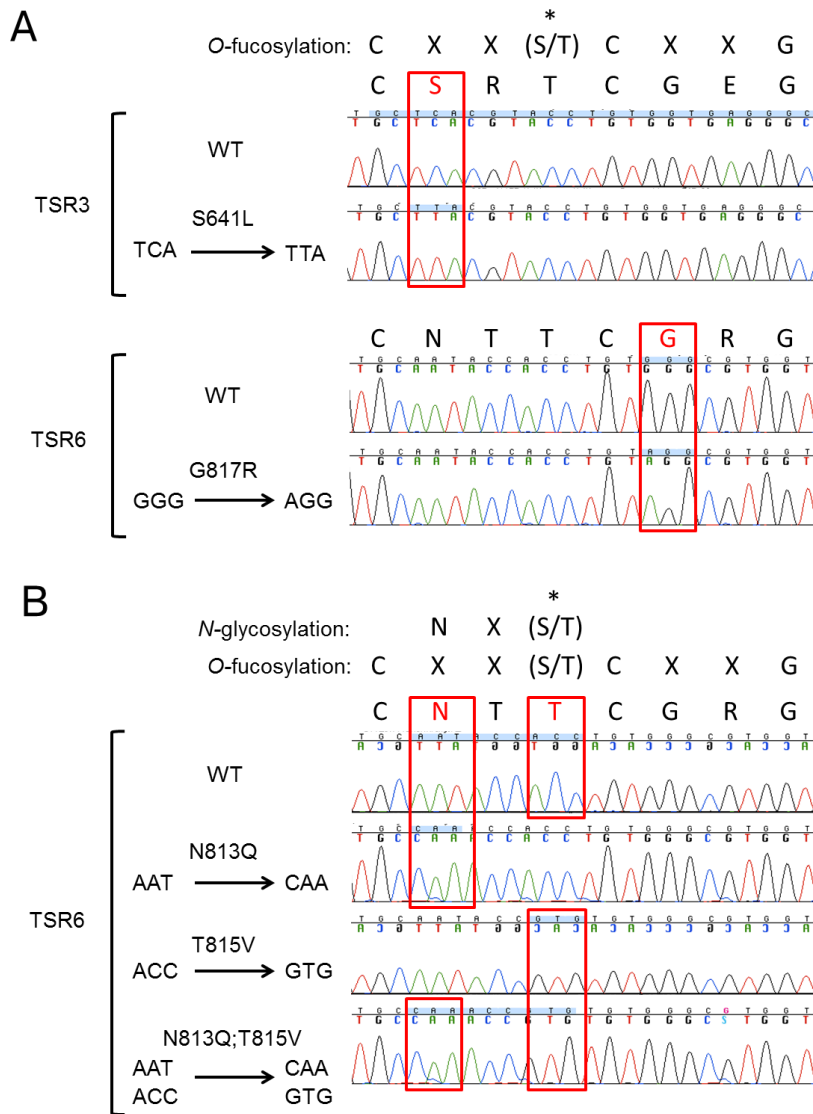 A
*
O-fucosylation: C X X (S/T) C X X G
C S R T C G E G
T G C T C A C G T A C C T G T G G T G A G G G C
T G C T C A C G T A C C T G T G G T G A G G G C
WT
TSR3
S641L
TCA TTA
T G C T T A C G T A C C T G T G G T G A G G G C
T G C T T A C G T A C C T G T G G T G A G G G C
C N T T C G R G
T G C A A T A C C A C C T G T G G G C G T G G T
T G C A A T A C C A C C T G T G G G C G T G G T
WT
TSR6
G817R
GGG AGG
T G C A A T A C C A C C T G T A G G C G T G G T
T G C A A T A C C A C C T G T A G G C G T G G T
B
*
N-glycosylation: N X (S/T)
O-fucosylation: C X X (S/T) C X X G
C N T T C G R G
T G C A A T A C C A C C T G T G G G C G T G G T
A C G T T A T G G T G G A C A C C C G C A C C A
WT
TSR6
N813Q
AAT CAA
T G C C A A A C C A C C T G T G G G C G T G G T
T G C C A A A C C A C C T G T G G G C G T G G T
T815V
ACC GTG
T G C A A T A C C G T G T G T G G G C G T G G T
A C G T T A T G G C A C A C A C C C G C A C C A
N813Q;T815V
AAT CAA
ACC GTG
T G C C A A A C C G T G T G T G G G C G T G G T
T G C C A A A C C G T G T G T G G G C S T G G T